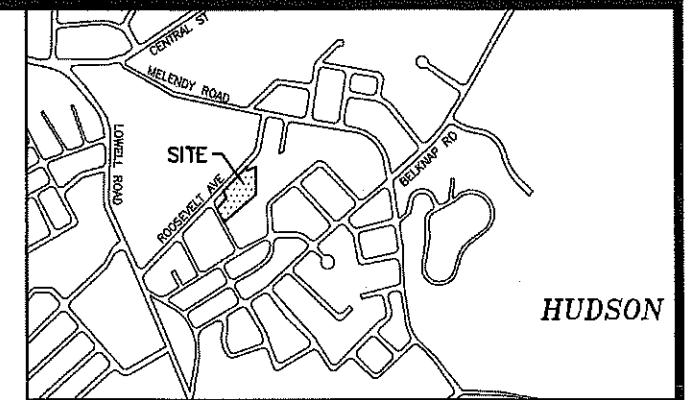 CENTRAL ST
MELENDY ROAD
LOWELL ROAD
SITE
ROOSEVELT AVE
BELKNAP RD
HUDSON